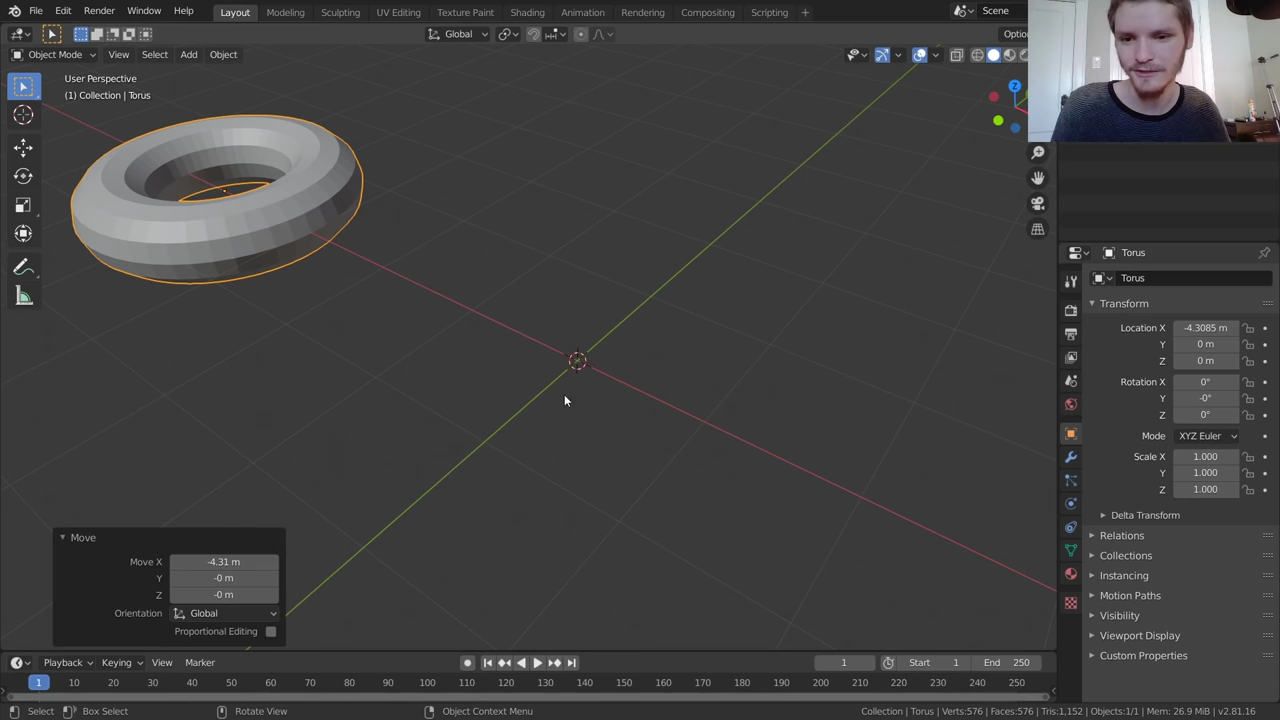 File Edit Render Window Help Layout Modeling Sculpting UV Editing Texture Paint Shading Animation Rendering Compositing Scripting + Scene
Global Optio
Object Mode View Select Add Object
User Perspective
(1) Collection | Torus
Z
Torus
Torus
Transform
Location X -4.3085 m
Y 0 m
Z 0 m
Rotation X 0°
Y -0°
Z 0°
Mode XYZ Euler
Scale X 1.000
Y 1.000
Z 1.000
Delta Transform
Relations
Collections
Instancing
Motion Paths
Visibility
Viewport Display
Custom Properties
Move
Move X -4.31 m
Y -0 m
Z -0 m
Orientation Global
Proportional Editing
Playback Keying View Marker 1 Start 1 End 250
1 10 20 30 40 50 60 70 80 90 100 110 120 130 140 150 160 170 180 190 200 210 220 230 240 250
Select Box Select Rotate View Object Context Menu Collection | Torus | Verts:576 | Faces:576 | Tris:1,152 | Objects:1/1 | Mem: 26.9 MiB | v2.81.16